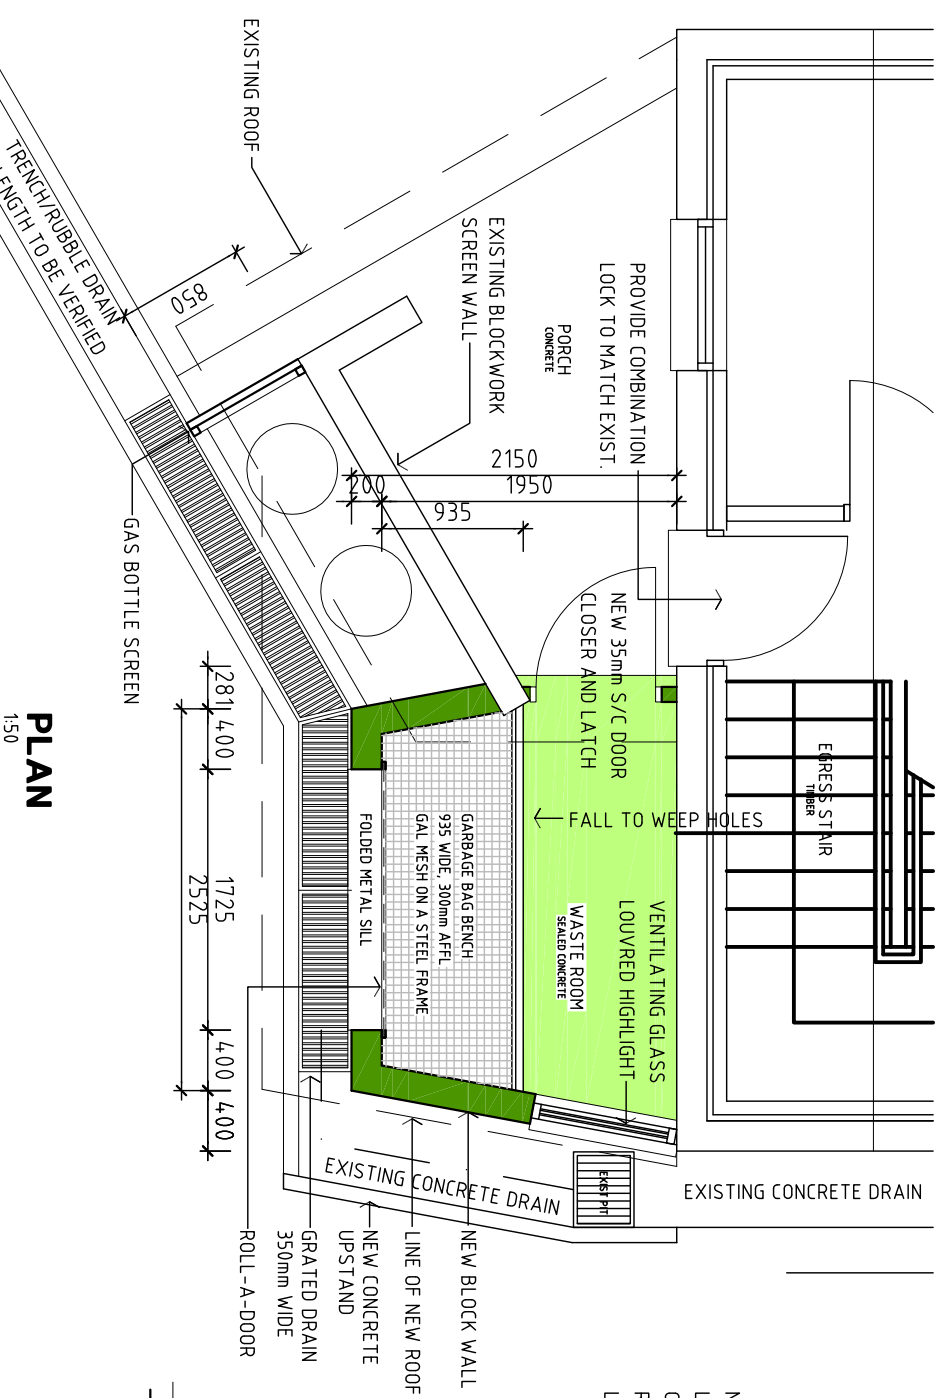 EXISTING ROOF
TRENCH/RUBBLE DRAIN
LENGTH TO BE VERIFIED
850
EXISTING BLOCKWORK
SCREEN WALL
PORCH
CONCRETE
PROVIDE COMBINATION
LOCK TO MATCH EXIST.
2150
200
1950
935
GAS BOTTLE SCREEN
NEW 35mm S/C DOOR
CLOSER AND LATCH
FALL TO WEEP HOLES
EGRESS STAIR
TIMBER
WASTE ROOM
SEALED CONCRETE
VENTILATING GLASS
LOUVRED HIGHLIGHT
GARBAGE BAG BENCH
935 WIDE, 300mm AFFL
GAL MESH ON A STEEL FRAME
FOLDED METAL SILL
281
400
1725
2525
400
400
EXISTING CONCRETE DRAIN
EXIST PIT
EXISTING CONCRETE DRAIN
NEW BLOCK WALL
LINE OF NEW ROOF
NEW CONCRETE
UPSTAND
GRATED DRAIN
350mm WIDE
ROLL-A-DOOR
PLAN
1:50